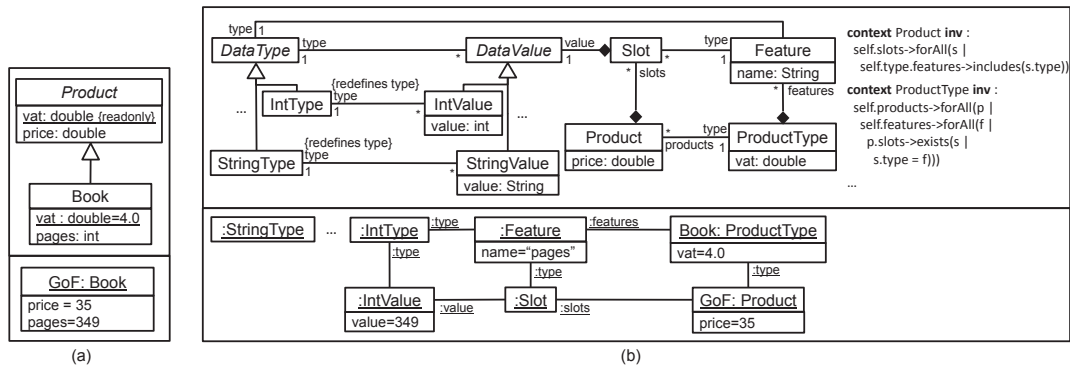 Product
vat: double {readonly}
price: double
Book
vat : double=4.0
pages: int
GoF: Book
price = 35
pages=349
(a)
type 1
DataType
type
1
*
DataValue
value
1
*
Slot
*
type
1
Feature
name: String
* slots
*
features
...
IntType
{redefines type}
type
1
*
IntValue
value: int
...
StringType
{redefines type}
type
1
*
StringValue
value: String
Product
price: double
*
products
type
1
ProductType
vat: double
context Product inv :
self.slots->forAll(s |
self.type.features->includes(s.type))
context ProductType inv :
self.products->forAll(p |
self.features->forAll(f |
p.slots->exists(s |
s.type = f)))
...
:StringType
...
:IntType
:type
:Feature
name="pages"
:features
Book: ProductType
vat=4.0
:type
:type
:type
:IntValue
value=349
:value
:Slot
:slots
GoF: Product
price=35
(b)